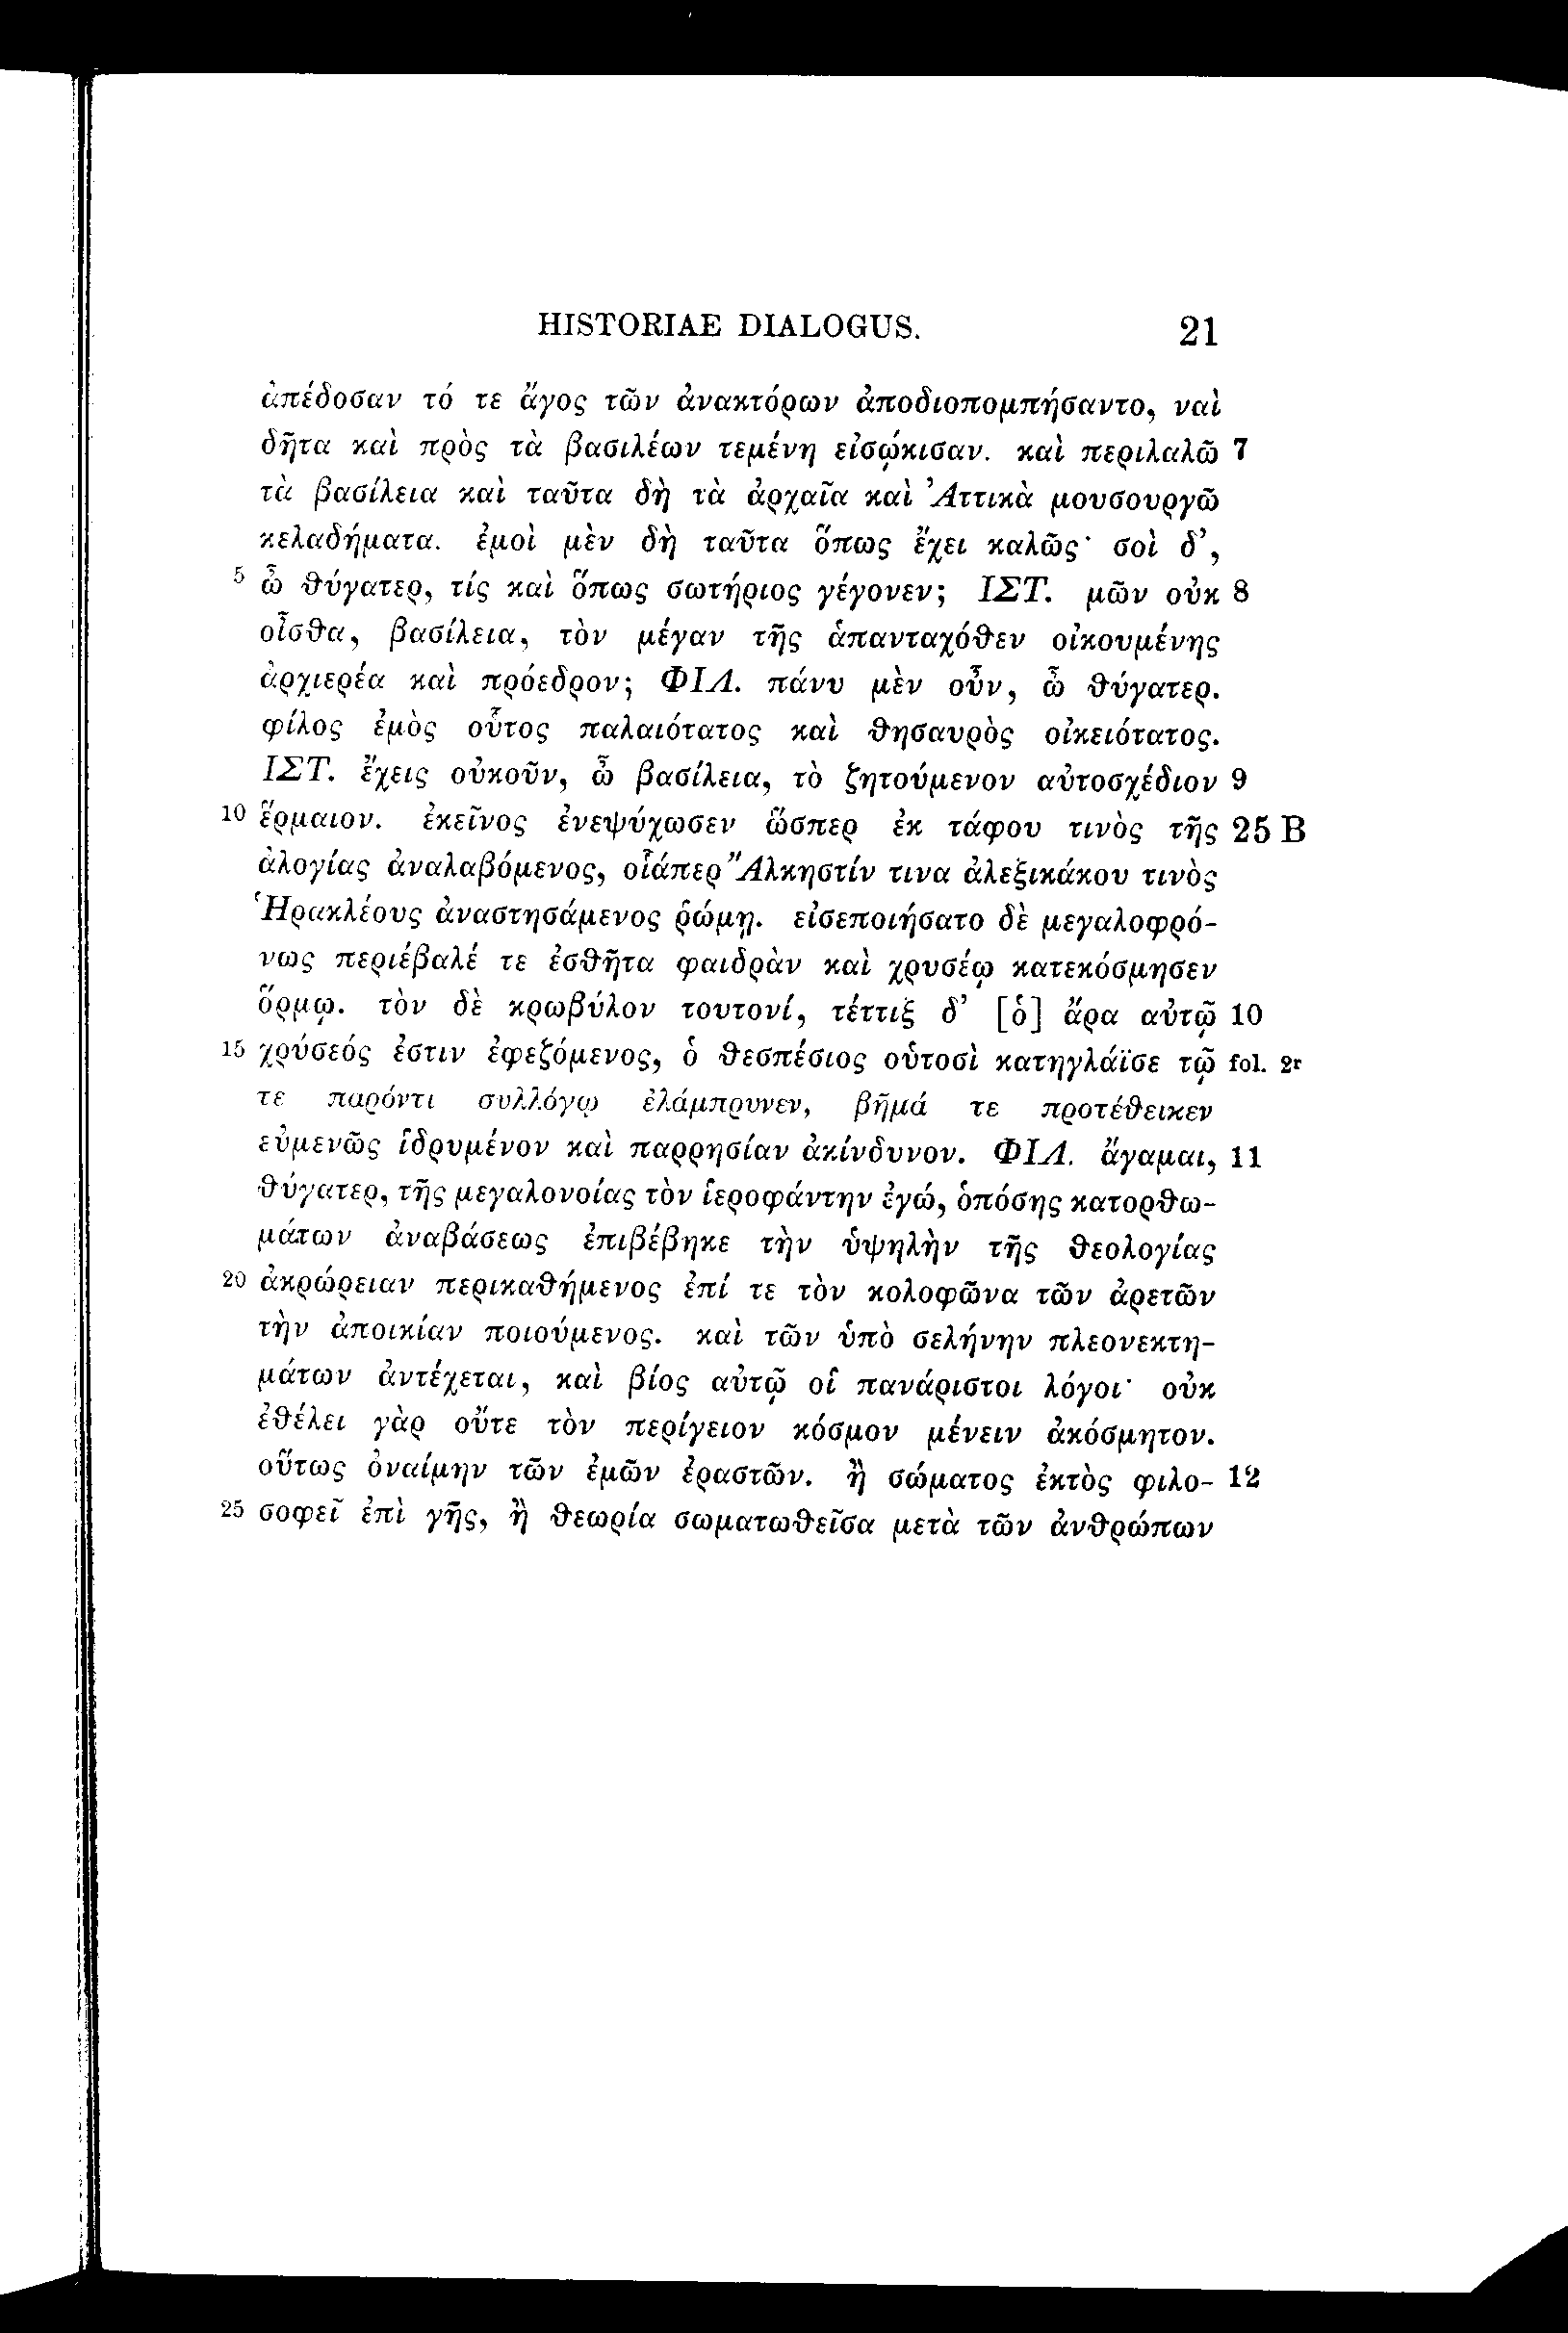 HISTORIAE DIALOGUS. 21
ἀπέδοσαν τό τε ἄγος τῶν ἀνακτόρων ἀποδιοπομπήσαντο, ναὶ
δῆτα καὶ πρὸς τὰ βασιλέων τεμένη εἰσῴκισαν. καὶ περιλαλῶ 7
τὰ βασίλεια καὶ ταῦτα δὴ τὰ ἀρχαῖα καὶ Ἀττικὰ μουσουργῶ
κελαδήματα. ἐμοὶ μὲν δὴ ταῦτα ὅπως ἔχει καλῶς· σοὶ δ’,
5 ὦ θύγατερ, τίς καὶ ὅπως σωτήριος γέγονεν; ΙΣΤ. μῶν οὐκ 8
οἶσθα, βασίλεια, τὸν μέγαν τῆς ἁπανταχόθεν οἰκουμένης
ἀρχιερέα καὶ πρόεδρον; ΦΙΛ. πάνυ μὲν οὖν, ὦ θύγατερ.
φίλος ἐμὸς οὗτος παλαιότατος καὶ θησαυρὸς οἰκειότατος.
ΙΣΤ. ἔχεις οὐκοῦν, ὦ βασίλεια, τὸ ζητούμενον αὐτοσχέδιον 9
10 ἕρμαιον. ἐκεῖνος ἐνεψύχωσεν ὥσπερ ἐκ τάφου τινὸς τῆς 25 B
ἀλογίας ἀναλαβόμενος, οἷάπερ Ἄλκηστίν τινα ἀλεξικάκου τινὸς
Ἡρακλέους ἀναστησάμενος ῥώμῃ. εἰσεποιήσατο δὲ μεγαλοφρό-
νως περιέβαλέ τε ἐσθῆτα φαιδρὰν καὶ χρυσέῳ κατεκόσμησεν
ὅρμῳ. τὸν δὲ κρωβύλον τουτονί, τέττιξ δ’ [ὁ] ἄρα αὐτῷ 10
15 χρύσεός ἐστιν ἐφεζόμενος, ὁ θεσπέσιος οὑτοσὶ κατηγλάϊσε τῷ fol. 2r
τε παρόντι συλλόγῳ ἐλάμπρυνεν, βῆμά τε προτέθεικεν
εὐμενῶς ἱδρυμένον καὶ παρρησίαν ἀκίνδυνον. ΦΙΛ. ἄγαμαι, 11
θύγατερ, τῆς μεγαλονοίας τὸν ἱεροφάντην ἐγώ, ὁπόσης κατορθω-
μάτων ἀναβάσεως ἐπιβέβηκε τὴν ὑψηλὴν τῆς θεολογίας
20 ἀκρώρειαν περικαθήμενος ἐπί τε τὸν κολοφῶνα τῶν ἀρετῶν
τὴν ἀποικίαν ποιούμενος. καὶ τῶν ὑπὸ σελήνην πλεονεκτη-
μάτων ἀντέχεται, καὶ βίος αὐτῷ οἱ πανάριστοι λόγοι· οὐκ
ἐθέλει γὰρ οὔτε τὸν περίγειον κόσμον μένειν ἀκόσμητον.
οὕτως ὀναίμην τῶν ἐμῶν ἐραστῶν. ἢ σώματος ἐκτὸς φιλο- 12
25 σοφεῖ ἐπὶ γῆς, ἢ θεωρία σωματωθεῖσα μετὰ τῶν ἀνθρώπων